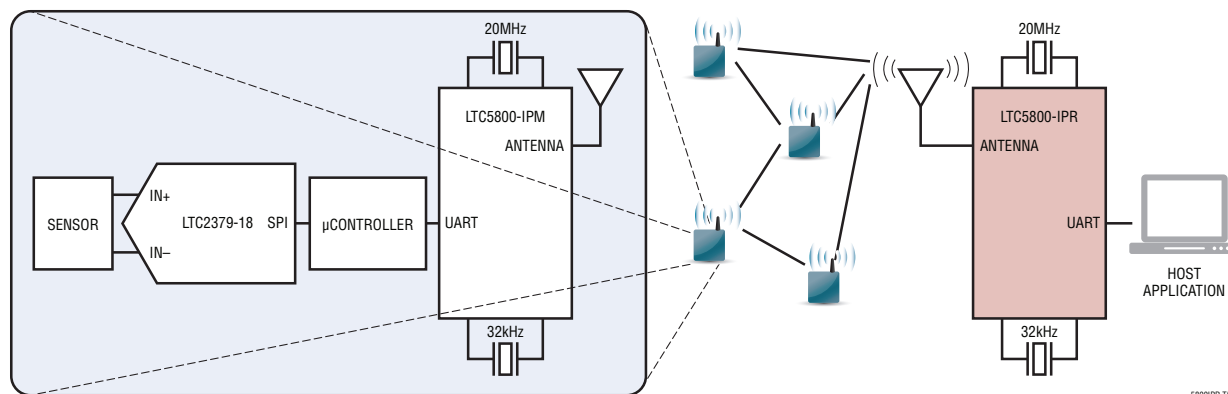 20MHz
LTC5800-IPM
ANTENNA
SENSOR
IN+
IN–
LTC2379-18
SPI
µCONTROLLER
UART
32kHz
20MHz
LTC5800-IPR
ANTENNA
UART
32kHz
HOST
APPLICATION